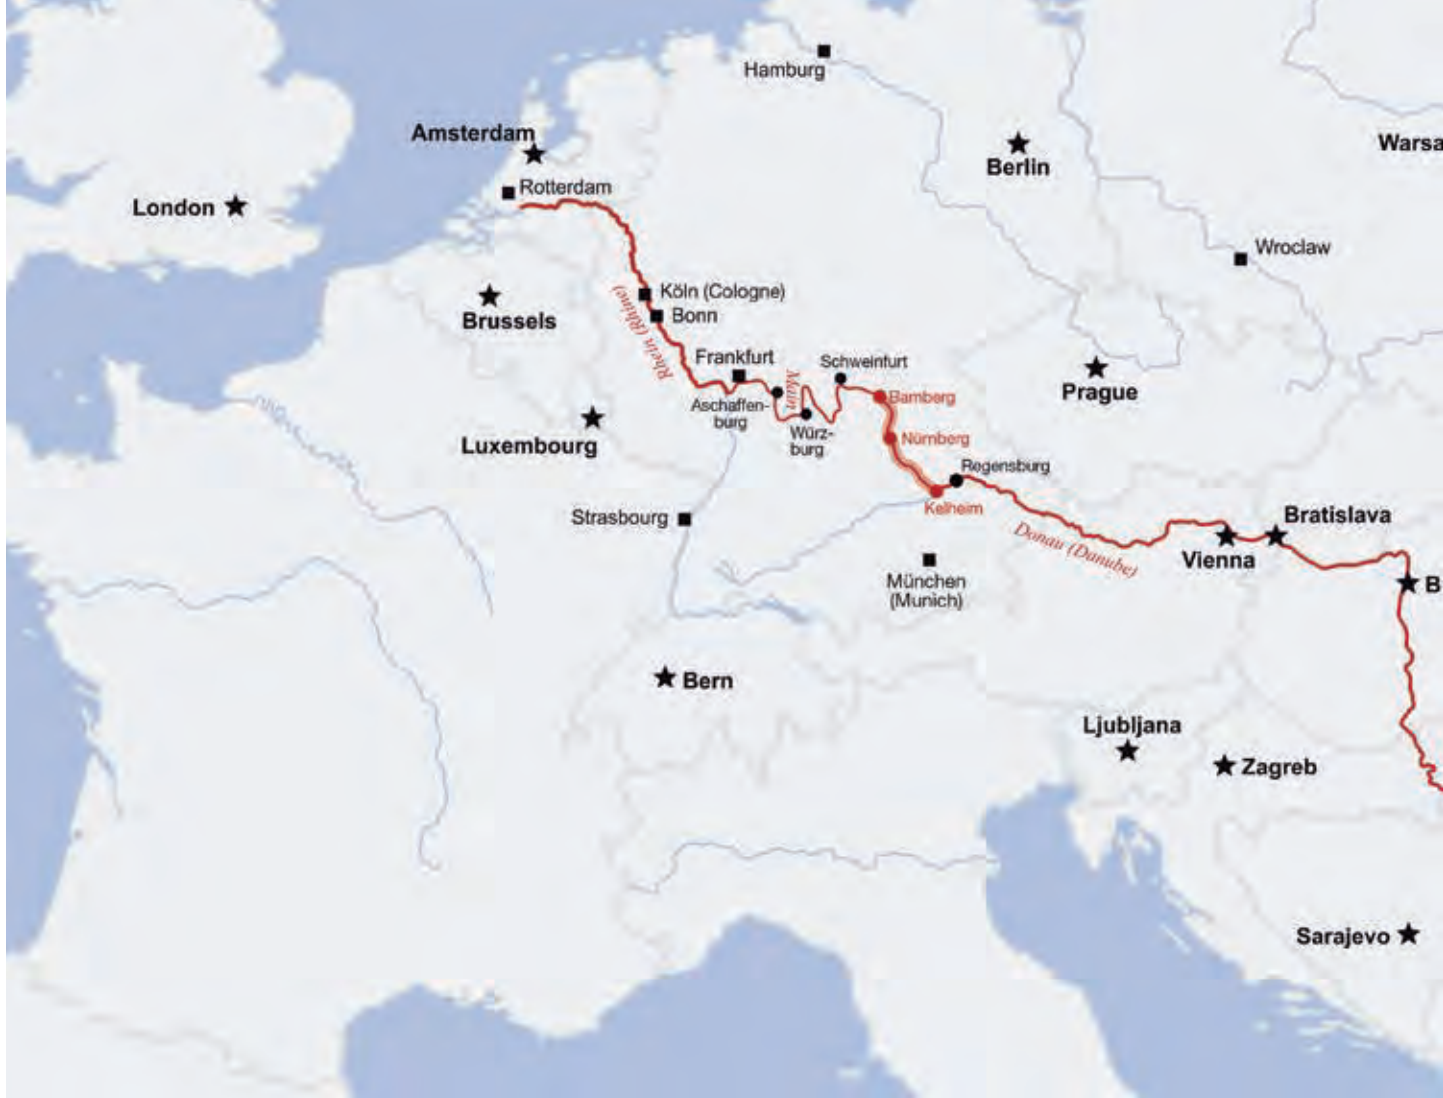 Hamburg
Amsterdam
Berlin
Warsa
Rotterdam
London
Wroclaw
Köln (Cologne)
Brussels
Bonn
Rhein (Rhine)
Frankfurt
Schweinfurt
Main
Prague
Bamberg
Aschaffen-
burg
Luxembourg
Würz-
burg
Nürnberg
Regensburg
Kelheim
Strasbourg
Donau (Danube)
Bratislava
Vienna
München
(Munich)
B
Bern
Ljubljana
Zagreb
Sarajevo